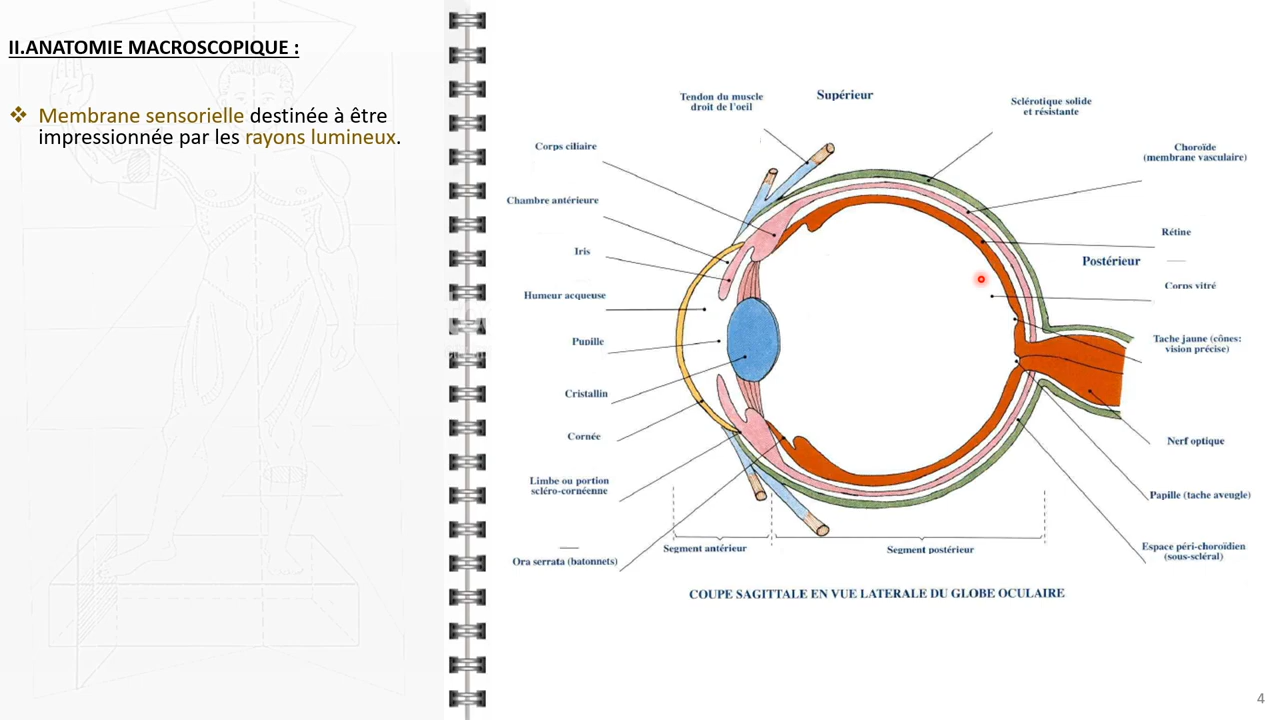 II.ANATOMIE MACROSCOPIQUE :
❖ Membrane sensorielle destinée à être
impressionnée par les rayons lumineux.
Tendon du muscle
droit de l'oeil
Supérieur
Sclérotique solide
et résistante
Corps ciliaire
Choroïde
(membrane vasculaire)
Chambre antérieure
Rétine
Iris
Postérieur
Corps vitré
Humeur acqueuse
Pupille
Tache jaune (cônes:
vision précise)
Cristallin
Cornée
Nerf optique
Limbe ou portion
scléro-cornéenne
Papille (tache aveugle)
Segment antérieur
Segment postérieur
Espace péri-choroïdien
(sous-scléral)
Ora serrata (batonnets)
COUPE SAGITTALE EN VUE LATERALE DU GLOBE OCULAIRE
4